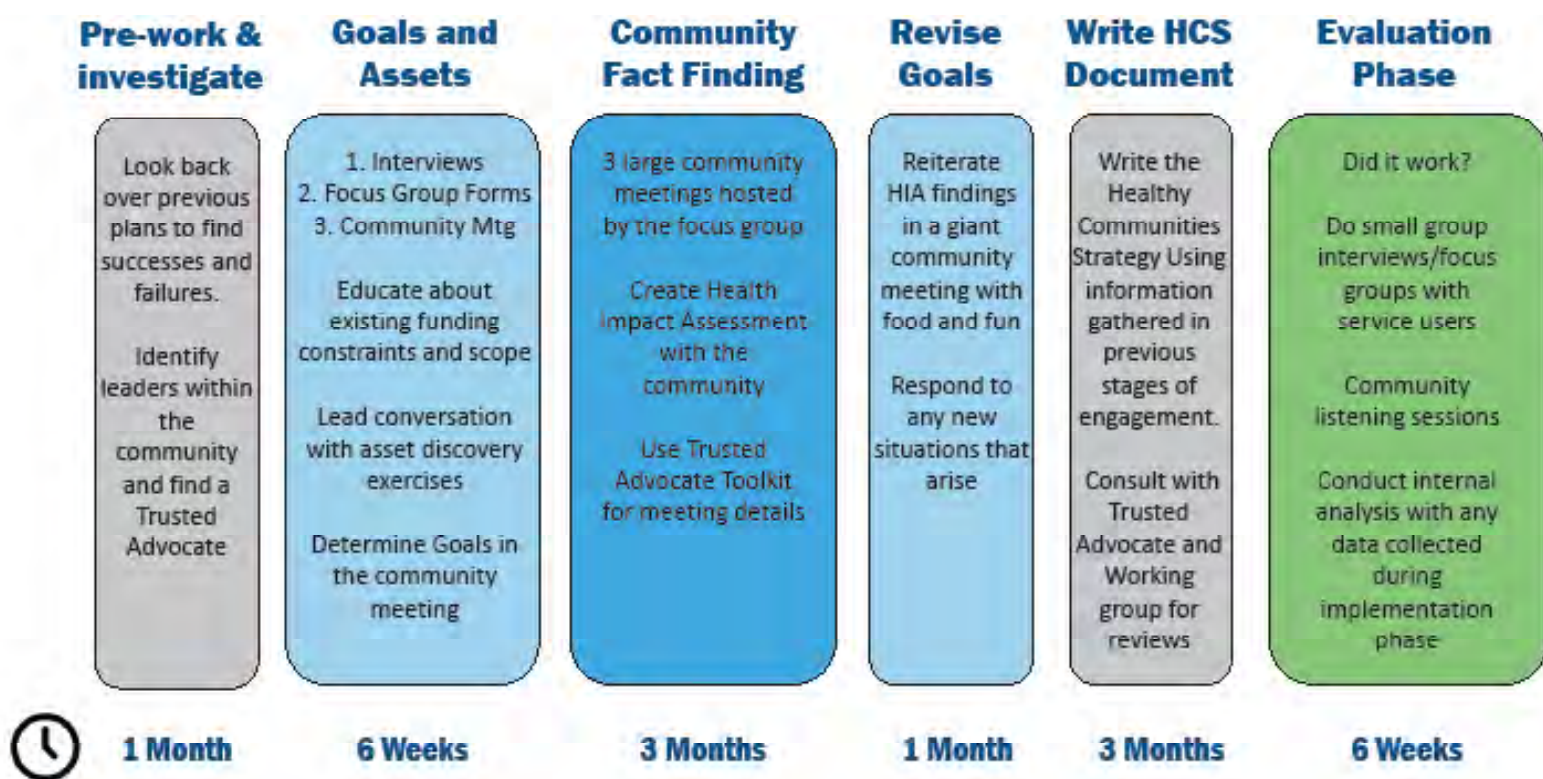 Pre-work &
investigate
Look back
over previous
plans to find
successes and
failures.
Identify
leaders within
the
community
and find a
Trusted
Advocate
1 Month
Goals and
Assets
1. Interviews
2. Focus Group Forms
3. Community Mtg
Educate about
existing funding
constraints and scope
Lead conversation
with asset discovery
exercises
Determine Goals in
the community
meeting
6 Weeks
Community
Fact Finding
3 large community
meetings hosted
by the focus group
Create Health
Impact Assessment
with the
community
Use Trusted
Advocate Toolkit
for meeting details
3 Months
Revise
Goals
Reiterate
HIA findings
in a giant
community
meeting with
food and fun
Respond to
any new
situations that
arise
1 Month
Write HCS
Document
Write the
Healthy
Communities
Strategy Using
information
gathered in
previous
stages of
engagement.
Consult with
Trusted
Advocate and
Working
group for
reviews
3 Months
Evaluation
Phase
Did it work?
Do small group
interviews/focus
groups with
service users
Community
listening sessions
Conduct internal
analysis with any
data collected
during
implementation
phase
6 Weeks